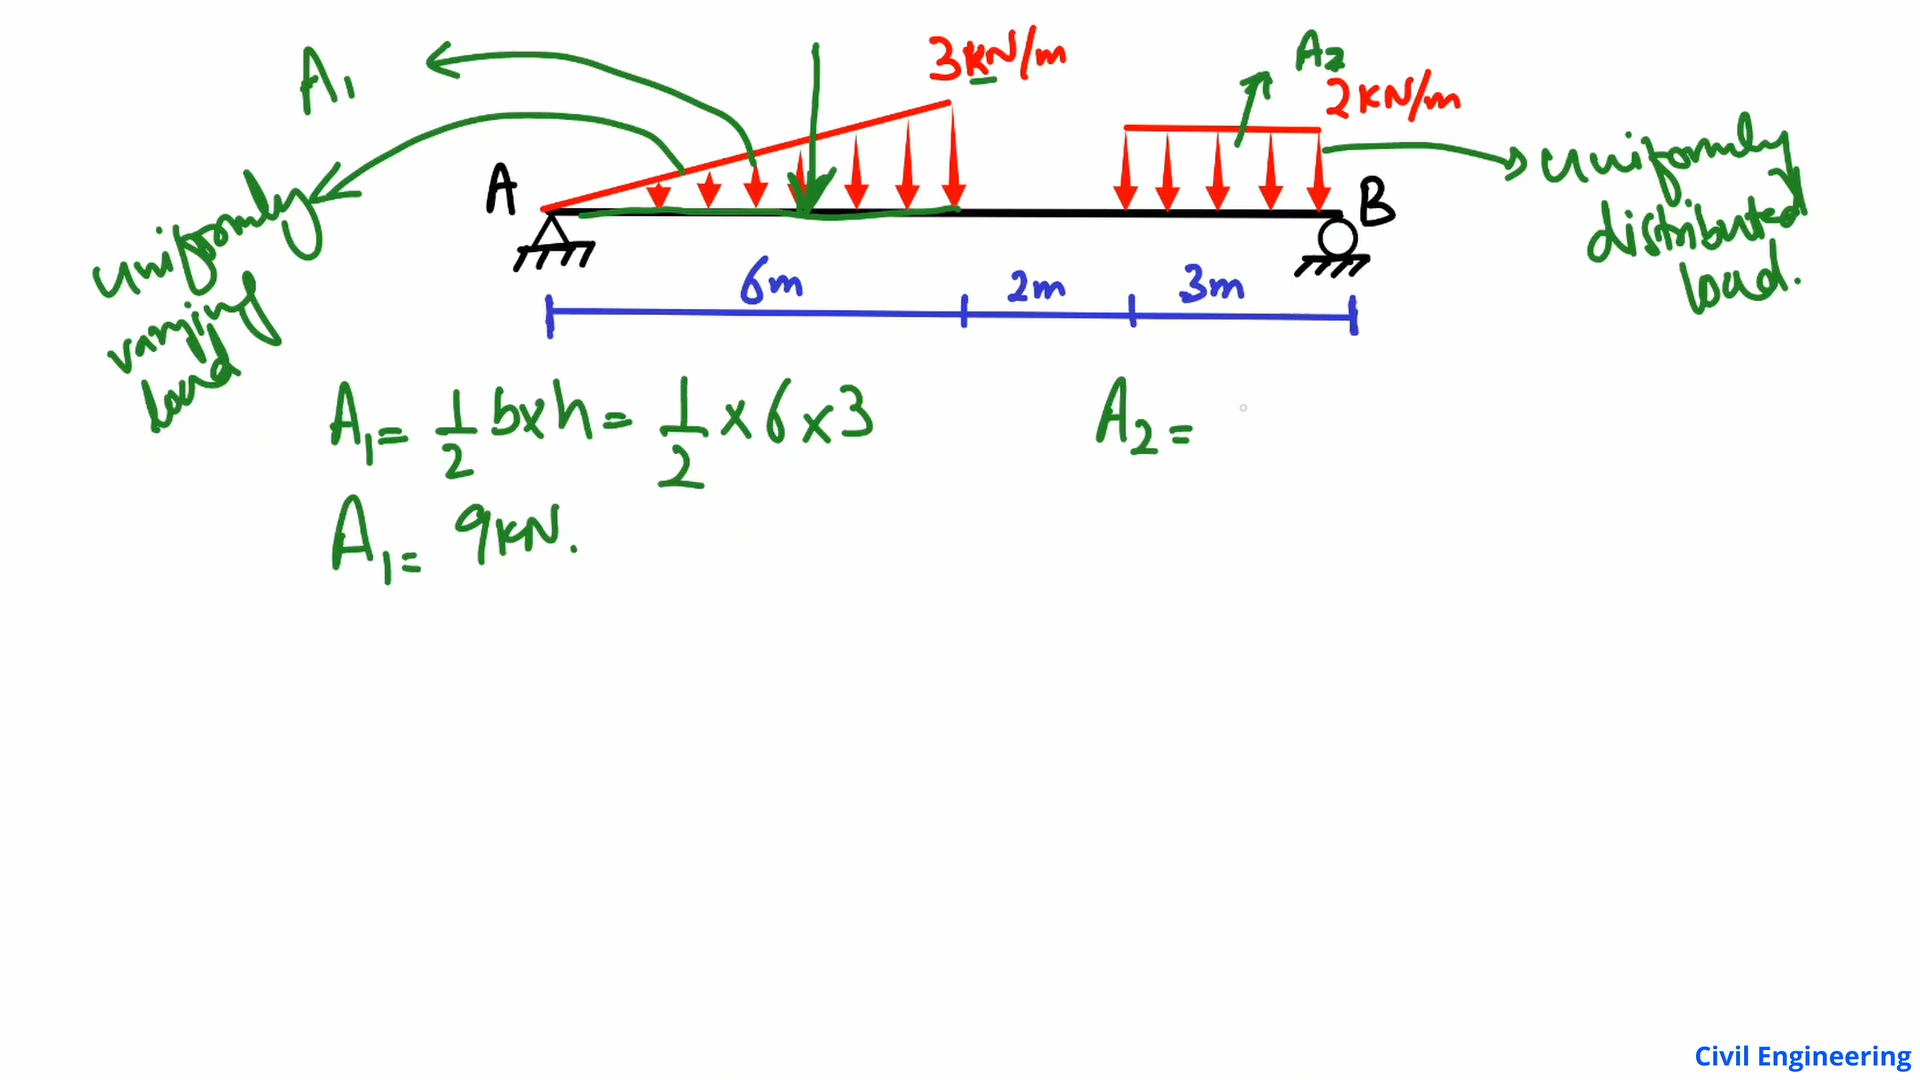 A₁
3kN/m
A₂
2KN/m
uniformly
distributed
load.
A
B
uniformly
varying
load
6m
2m
3m
A₁= 1/2 b×h = 1/2 × 6 × 3
A₂ =
A₁= 9KN.
Civil Engineering